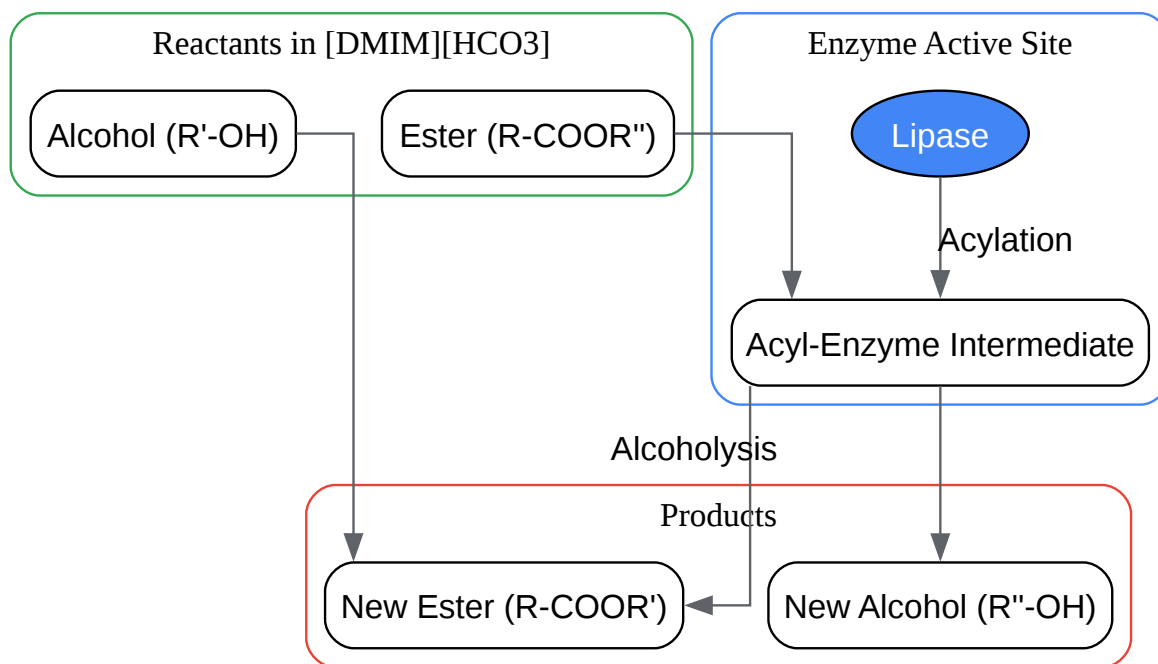 Reactants in [DMIM][HCO3]
Enzyme Active Site
Alcohol (R'-OH)
Ester (R-COOR'')
Lipase
Acylation
Acyl-Enzyme Intermediate
Alcoholysis
Products
New Ester (R-COOR')
New Alcohol (R''-OH)